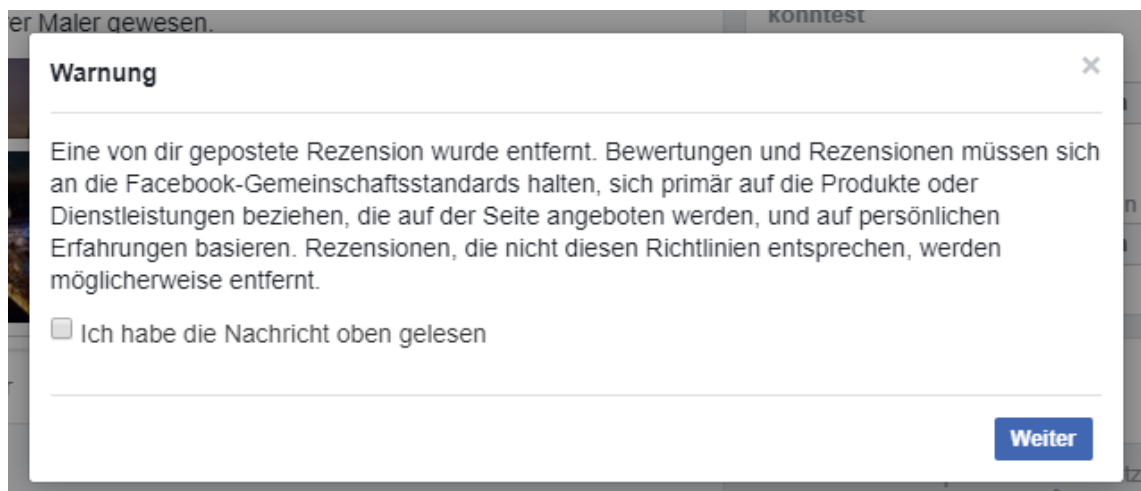 er Maler gewesen.
konntest
Warnung
×
Eine von dir gepostete Rezension wurde entfernt. Bewertungen und Rezensionen müssen sich
an die Facebook-Gemeinschaftsstandards halten, sich primär auf die Produkte oder
Dienstleistungen beziehen, die auf der Seite angeboten werden, und auf persönlichen
Erfahrungen basieren. Rezensionen, die nicht diesen Richtlinien entsprechen, werden
möglicherweise entfernt.
Ich habe die Nachricht oben gelesen
Weiter